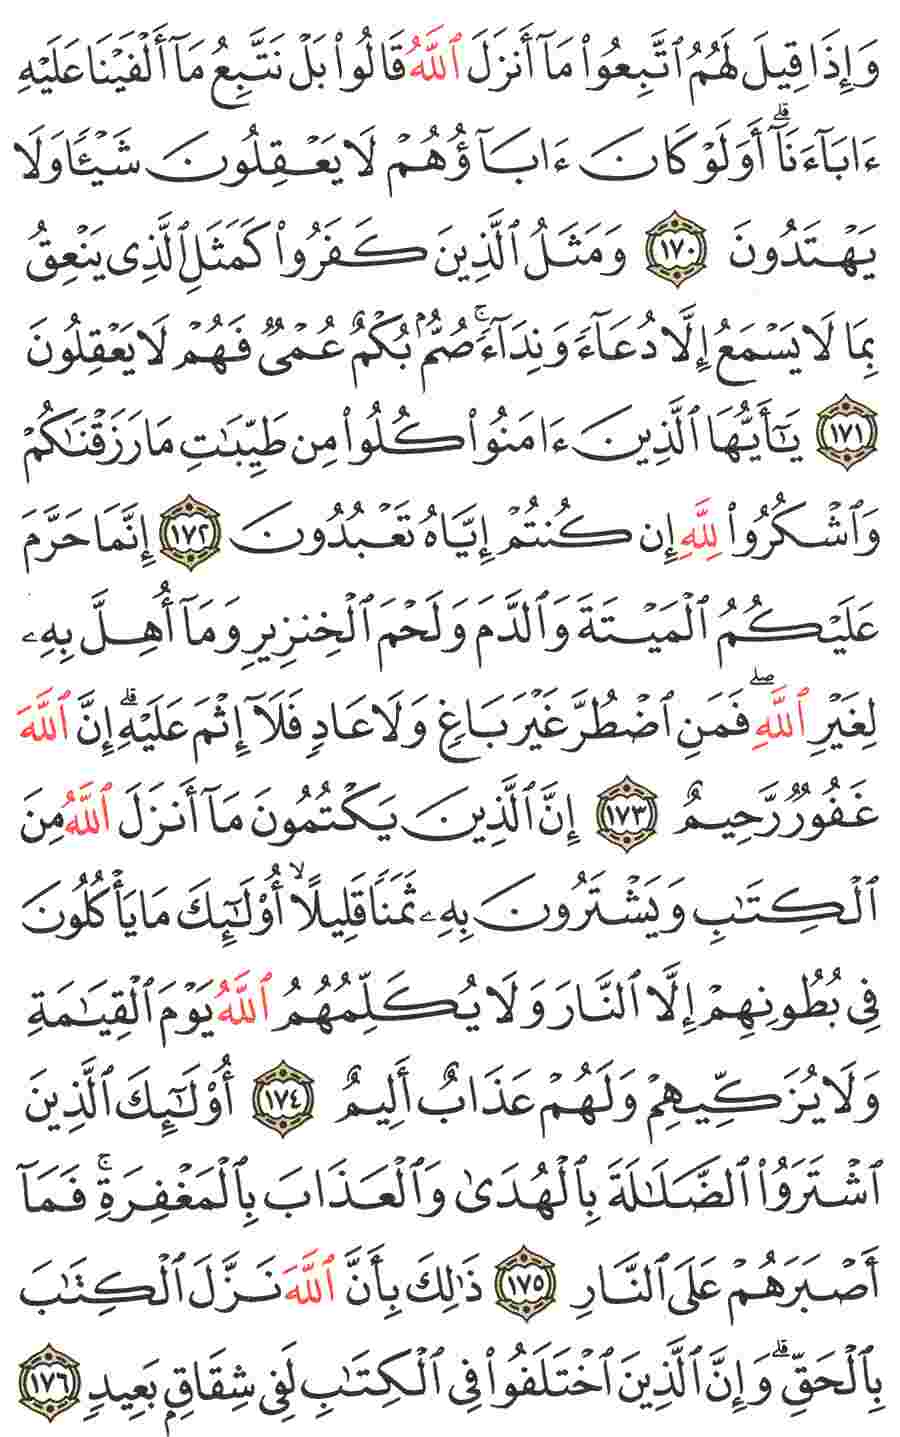 وَإِذَا قِيلَ لَهُمُ ٱتَّبِعُوا۟ مَآ أَنزَلَ ٱللَّهُ قَالُوا۟ بَلْ نَتَّبِعُ مَآ أَلْفَيْنَا عَلَيْهِ
ءَابَآءَنَآ ۗ أَوَلَوْ كَانَ ءَابَآؤُهُمْ لَا يَعْقِلُونَ شَيْـًٔا وَلَا
يَهْتَدُونَ ١٧٠ وَمَثَلُ ٱلَّذِينَ كَفَرُوا۟ كَمَثَلِ ٱلَّذِى يَنْعِقُ
بِمَا لَا يَسْمَعُ إِلَّا دُعَآءً وَنِدَآءً ۚ صُمٌّۢ بُكْمٌ عُمْىٌ فَهُمْ لَا يَعْقِلُونَ
١٧١ يَـٰٓأَيُّهَا ٱلَّذِينَ ءَامَنُوا۟ كُلُوا۟ مِن طَيِّبَـٰتِ مَا رَزَقْنَـٰكُمْ
وَٱشْكُرُوا۟ لِلَّهِ إِن كُنتُمْ إِيَّاهُ تَعْبُدُونَ ١٧٢ إِنَّمَا حَرَّمَ
عَلَيْكُمُ ٱلْمَيْتَةَ وَٱلدَّمَ وَلَحْمَ ٱلْخِنزِيرِ وَمَآ أُهِلَّ بِهِۦ
لِغَيْرِ ٱللَّهِ ۖ فَمَنِ ٱضْطُرَّ غَيْرَ بَاغٍ وَلَا عَادٍ فَلَآ إِثْمَ عَلَيْهِ ۗ إِنَّ ٱللَّهَ
غَفُورٌ رَّحِيمٌ ١٧٣ إِنَّ ٱلَّذِينَ يَكْتُمُونَ مَآ أَنزَلَ ٱللَّهُ مِنَ
ٱلْكِتَـٰبِ وَيَشْتَرُونَ بِهِۦ ثَمَنًا قَلِيلًا ۙ أُو۟لَـٰٓئِكَ مَا يَأْكُلُونَ
فِى بُطُونِهِمْ إِلَّا ٱلنَّارَ وَلَا يُكَلِّمُهُمُ ٱللَّهُ يَوْمَ ٱلْقِيَـٰمَةِ
وَلَا يُزَكِّيهِمْ وَلَهُمْ عَذَابٌ أَلِيمٌ ١٧٤ أُو۟لَـٰٓئِكَ ٱلَّذِينَ
ٱشْتَرَوُا۟ ٱلضَّلَـٰلَةَ بِٱلْهُدَىٰ وَٱلْعَذَابَ بِٱلْمَغْفِرَةِ ۚ فَمَآ
أَصْبَرَهُمْ عَلَى ٱلنَّارِ ١٧٥ ذَٰلِكَ بِأَنَّ ٱللَّهَ نَزَّلَ ٱلْكِتَـٰبَ
بِٱلْحَقِّ ۗ وَإِنَّ ٱلَّذِينَ ٱخْتَلَفُوا۟ فِى ٱلْكِتَـٰبِ لَفِى شِقَاقٍۭ بَعِيدٍ ١٧٦